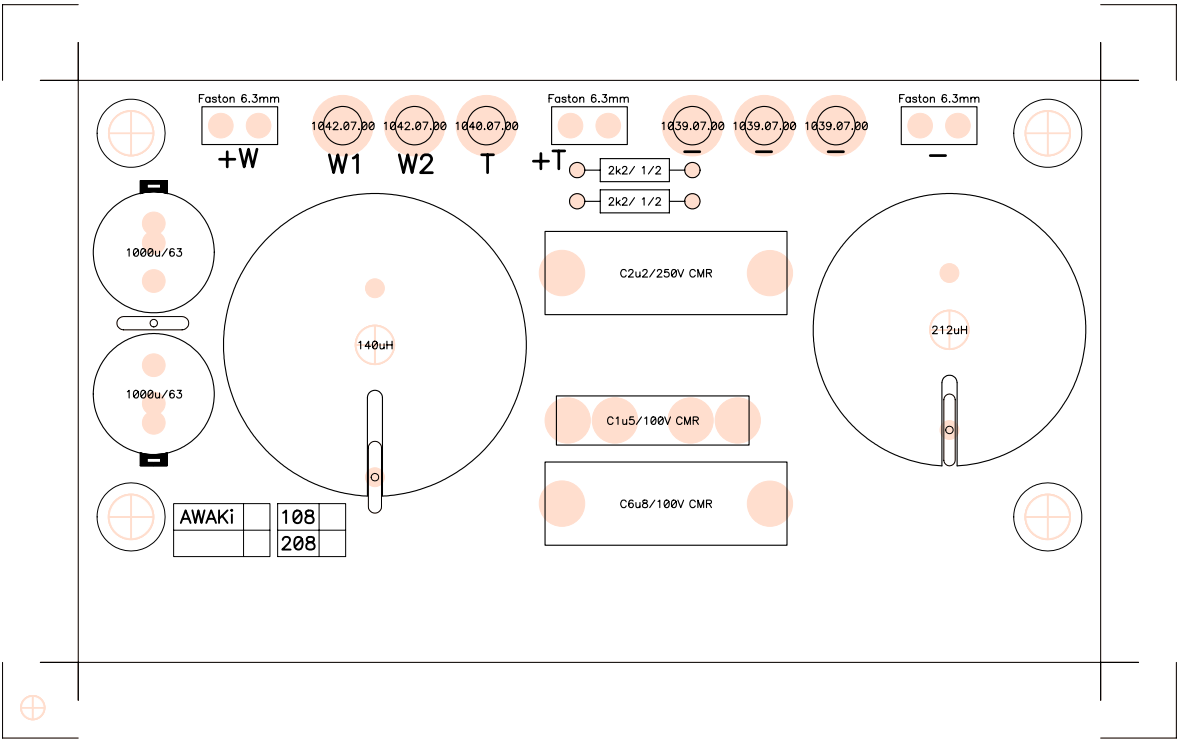 Faston 6.3mm
Faston 6.3mm
Faston 6.3mm
1042.07.00
1042.07.00
1040.07.00
1039.07.00
1039.07.00
1039.07.00
+W
W1
W2
T
+T
–
–
–
–
2k2/ 1/2
2k2/ 1/2
1000u/63
C2u2/250V CMR
140uH
212uH
1000u/63
C1u5/100V CMR
C6u8/100V CMR
AWAKi
108
208